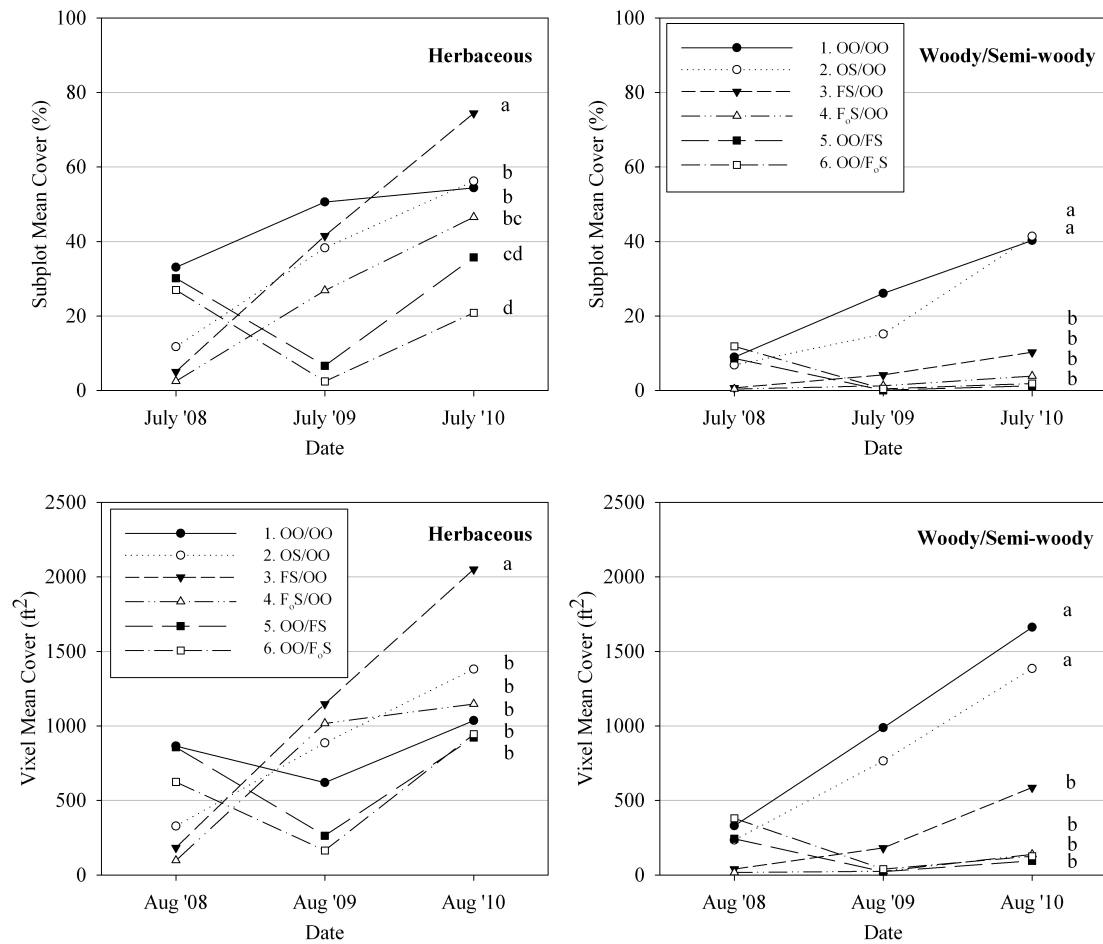 Herbaceous
Subplot Mean Cover (%)
100
80
60
40
20
0
a
b
b
bc
cd
d
July '08
July '09
July '10
Date
Woody/Semi-woody
Subplot Mean Cover (%)
100
80
60
40
20
0
1. OO/OO
2. OS/OO
3. FS/OO
4. FoS/OO
5. OO/FS
6. OO/FoS
a
a
b
b
b
b
July '08
July '09
July '10
Date
Herbaceous
Vixel Mean Cover (ft²)
2500
2000
1500
1000
500
0
1. OO/OO
2. OS/OO
3. FS/OO
4. FoS/OO
5. OO/FS
6. OO/FoS
a
b
b
b
b
b
Aug '08
Aug '09
Aug '10
Date
Woody/Semi-woody
Vixel Mean Cover (ft²)
2500
2000
1500
1000
500
0
a
a
b
b
b
b
Aug '08
Aug '09
Aug '10
Date